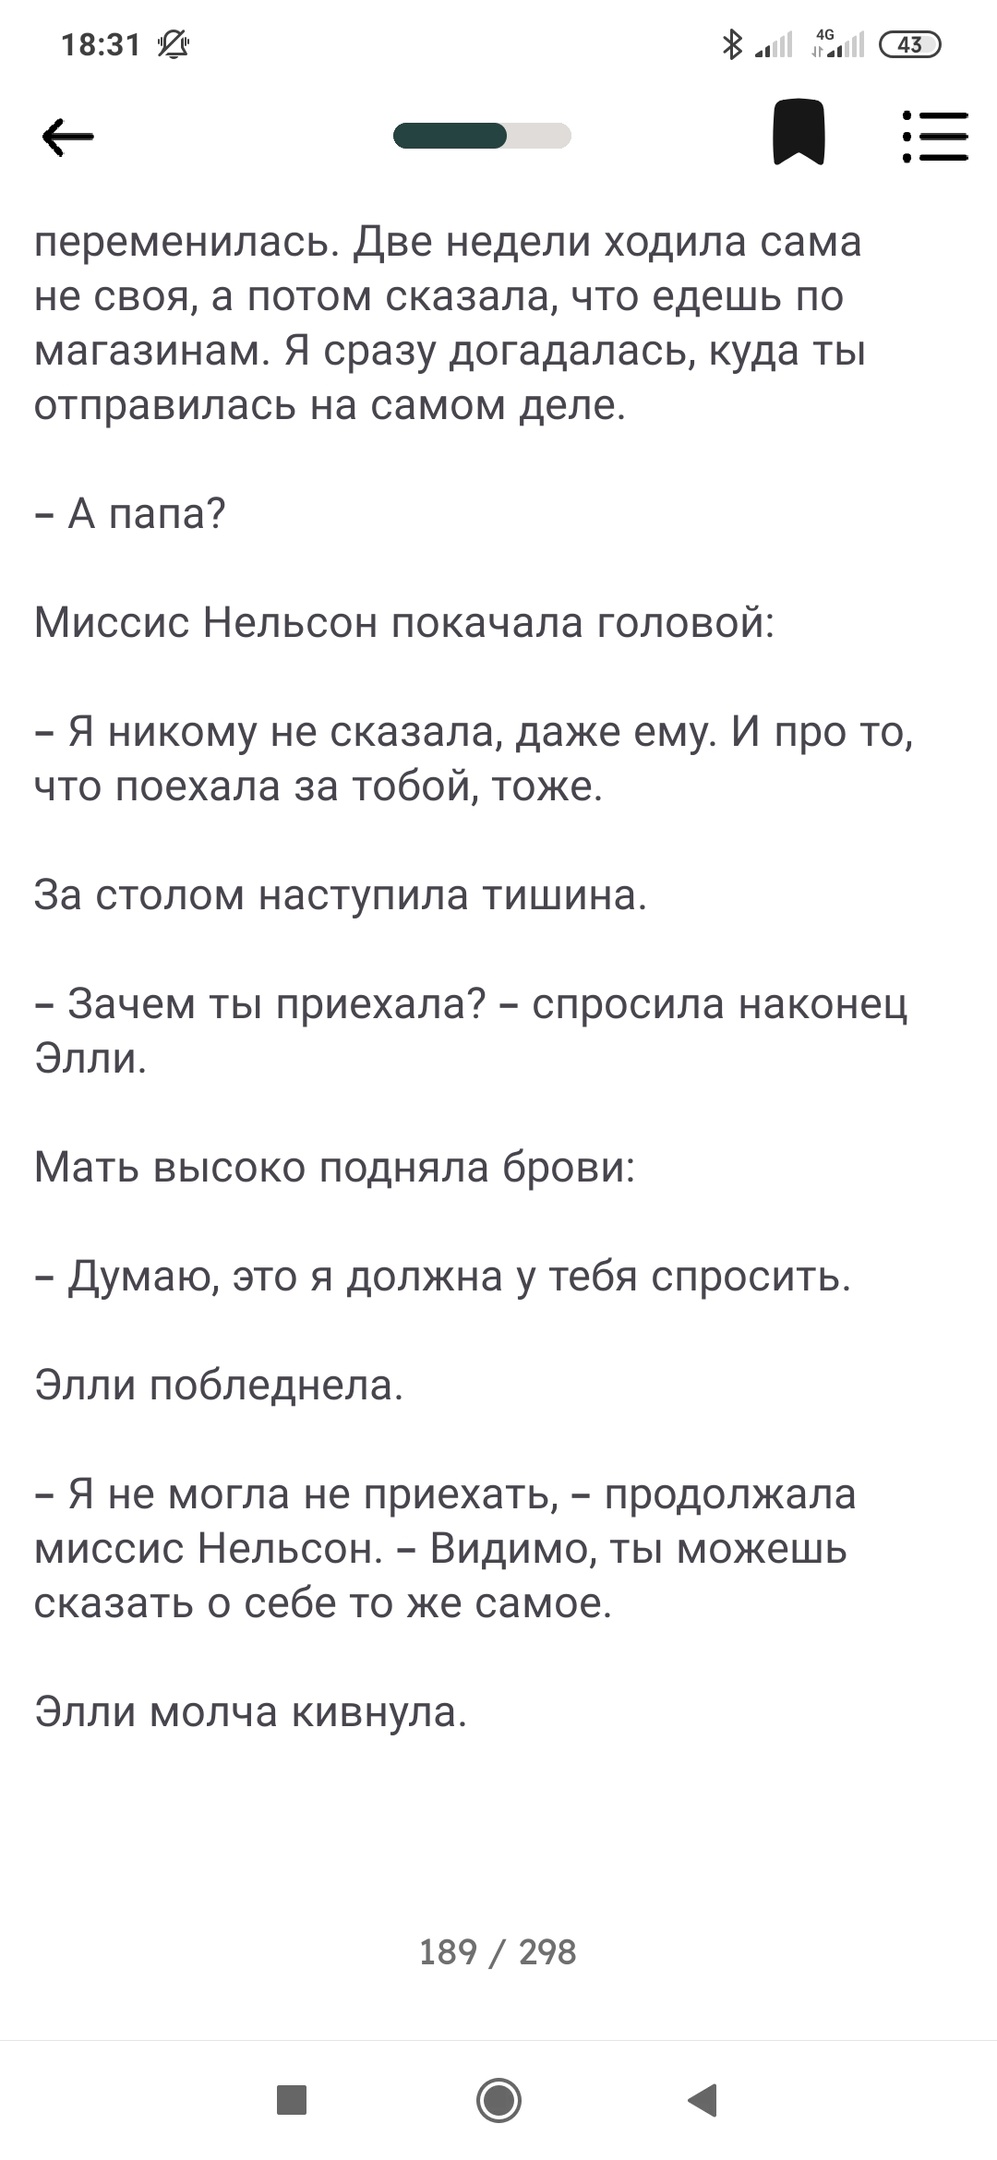 18:31
4G
43
переменилась. Две недели ходила сама
не своя, а потом сказала, что едешь по
магазинам. Я сразу догадалась, куда ты
отправилась на самом деле.
– А папа?
Миссис Нельсон покачала головой:
– Я никому не сказала, даже ему. И про то,
что поехала за тобой, тоже.
За столом наступила тишина.
– Зачем ты приехала? – спросила наконец
Элли.
Мать высоко подняла брови:
– Думаю, это я должна у тебя спросить.
Элли побледнела.
– Я не могла не приехать, – продолжала
миссис Нельсон. – Видимо, ты можешь
сказать о себе то же самое.
Элли молча кивнула.
189 / 298